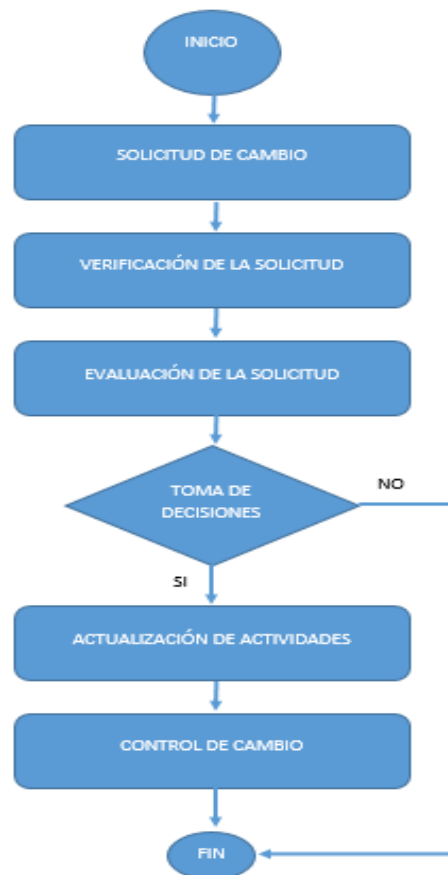 INICIO
SOLICITUD DE CAMBIO
VERIFICACIÓN DE LA SOLICITUD
EVALUACIÓN DE LA SOLICITUD
TOMA DE
DECISIONES
NO
SI
ACTUALIZACIÓN DE ACTIVIDADES
CONTROL DE CAMBIO
FIN